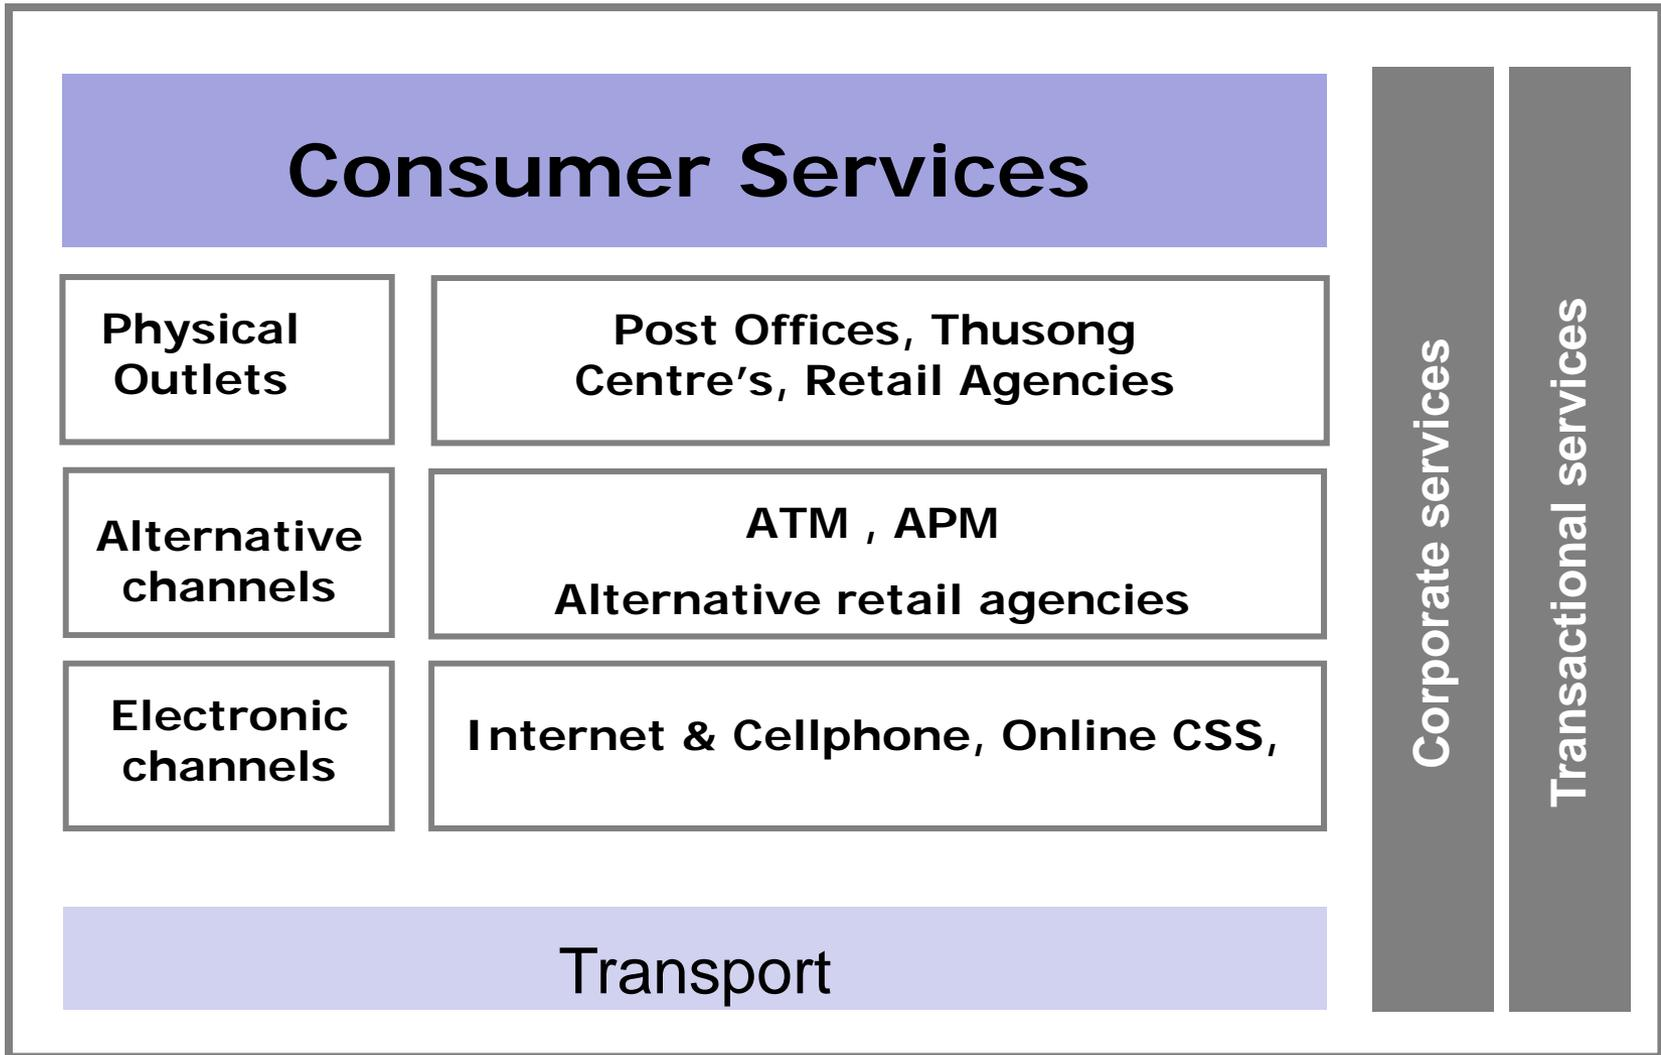 Consumer Services
Physical
Outlets
Post Offices, Thusong
Centre’s, Retail Agencies
Alternative
channels
ATM , APM
Alternative retail agencies
Electronic
channels
Internet & Cellphone, Online CSS,
Transport
Corporate services
Transactional services